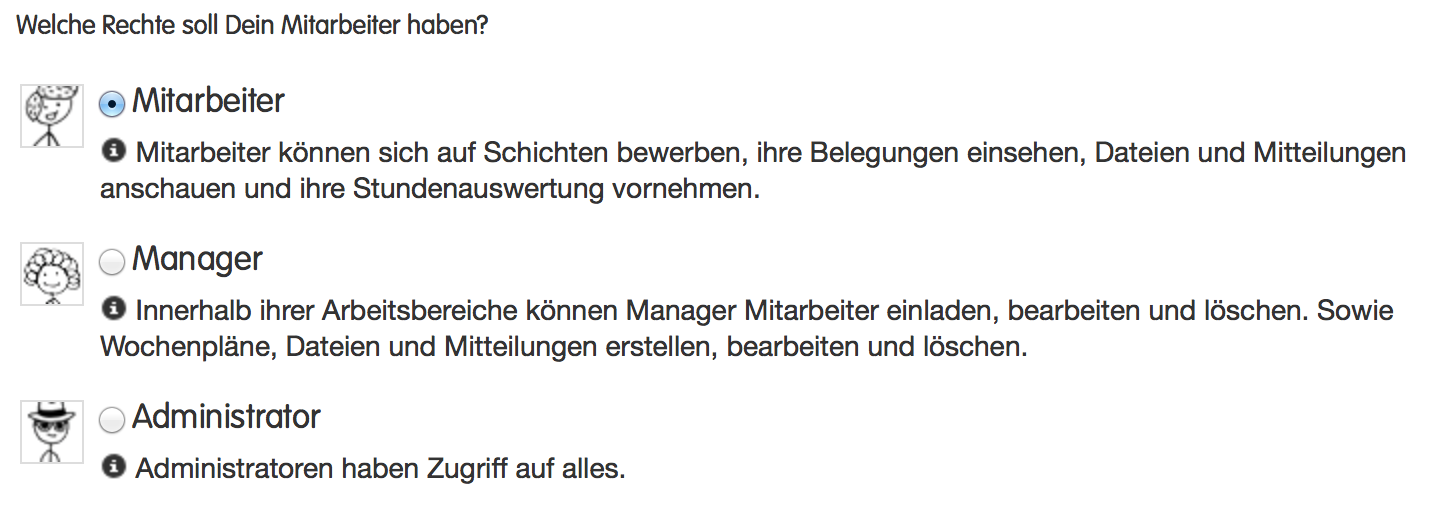 Welche Rechte soll Dein Mitarbeiter haben?
Mitarbeiter
Mitarbeiter können sich auf Schichten bewerben, ihre Belegungen einsehen, Dateien und Mitteilungen
anschauen und ihre Stundenauswertung vornehmen.
Manager
Innerhalb ihrer Arbeitsbereiche können Manager Mitarbeiter einladen, bearbeiten und löschen. Sowie
Wochenpläne, Dateien und Mitteilungen erstellen, bearbeiten und löschen.
Administrator
Administratoren haben Zugriff auf alles.